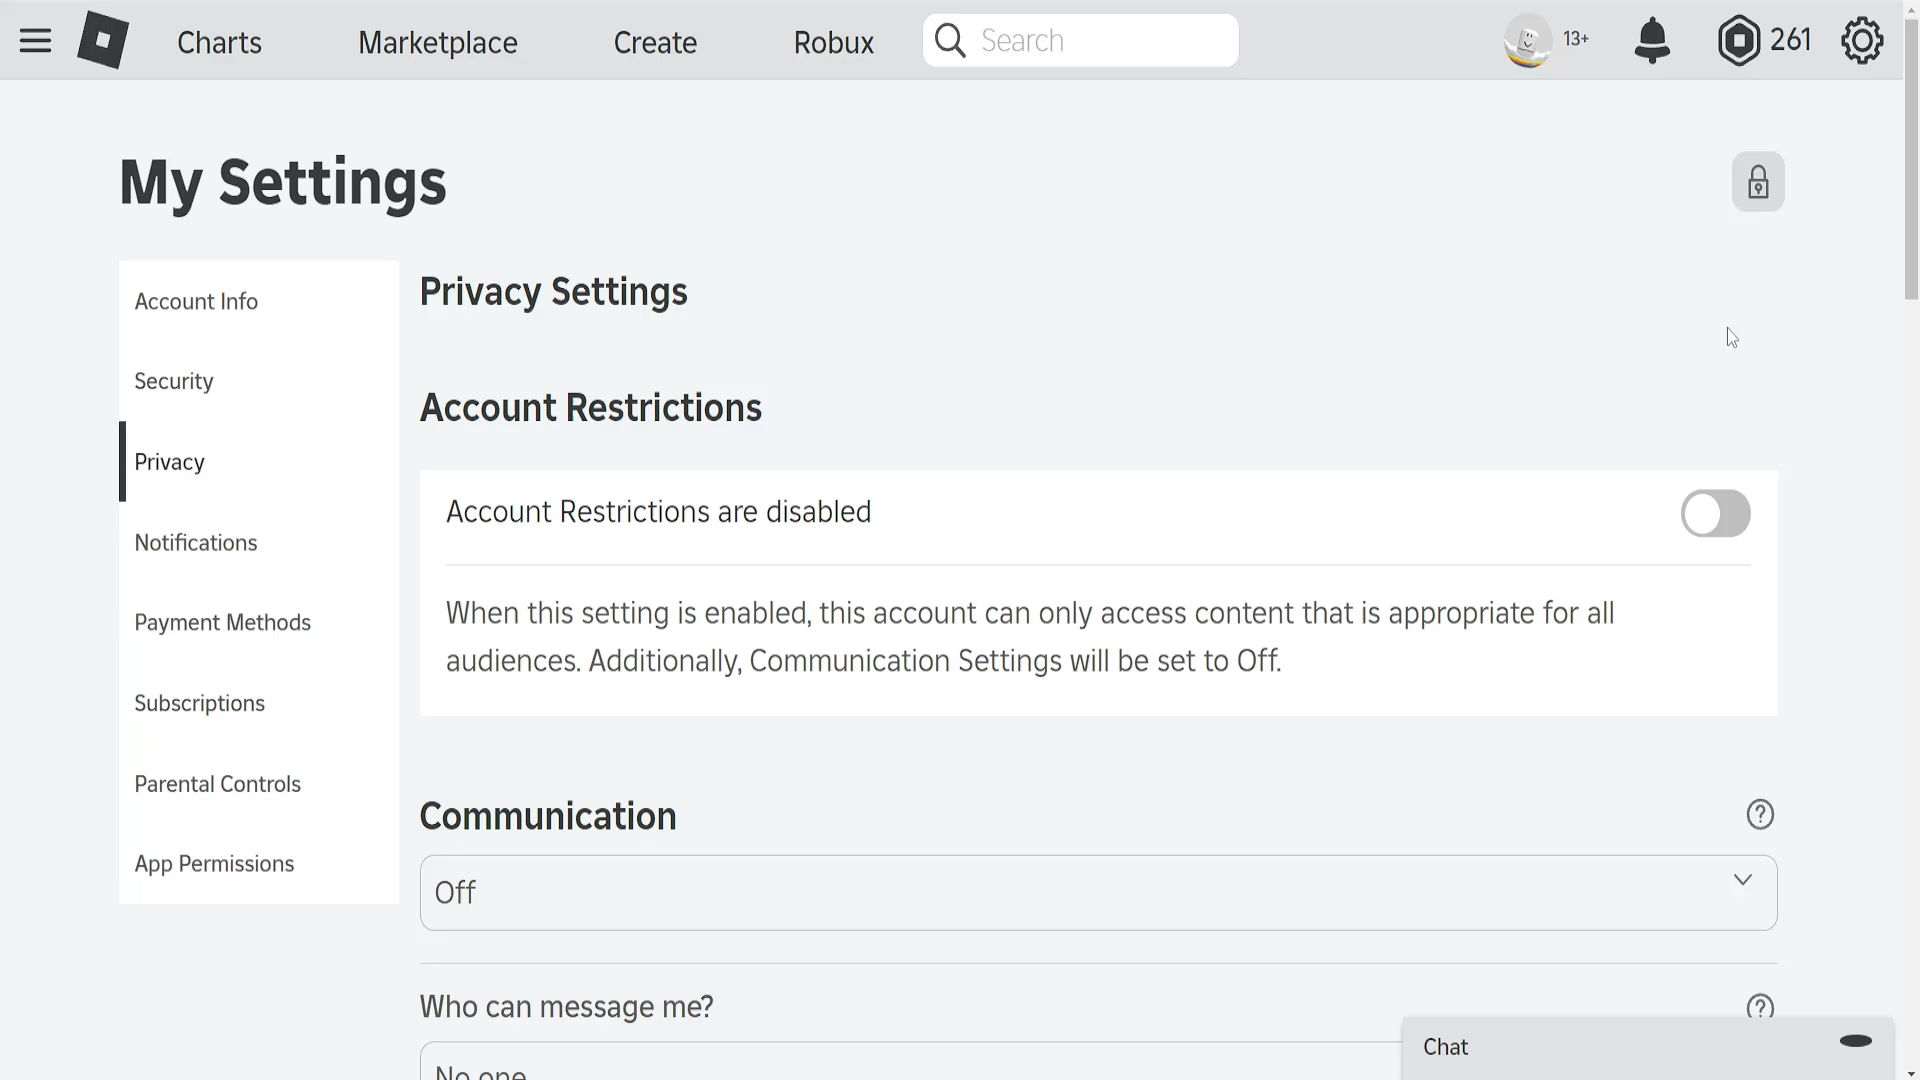 Charts
Marketplace
Create
Robux
Search
13+
261
My Settings
Account Info
Security
Privacy
Notifications
Payment Methods
Subscriptions
Parental Controls
App Permissions
Privacy Settings
Account Restrictions
Account Restrictions are disabled
When this setting is enabled, this account can only access content that is appropriate for all
audiences. Additionally, Communication Settings will be set to Off.
Communication
?
Off
Who can message me?
?
No one
Chat